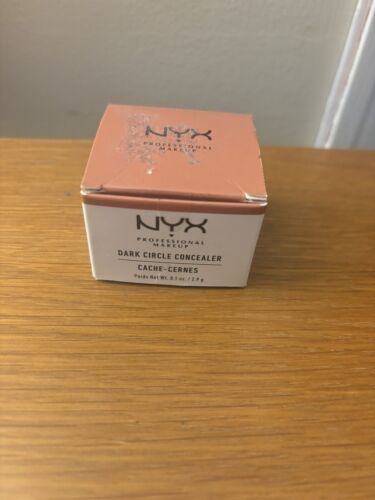 NYX
PROFESSIONAL
MAKEUP
NYX
PROFESSIONAL
MAKEUP
DARK CIRCLE CONCEALER
CACHE-CERNES
Poids Net Wt. 0.1 oz. / 2.9 g